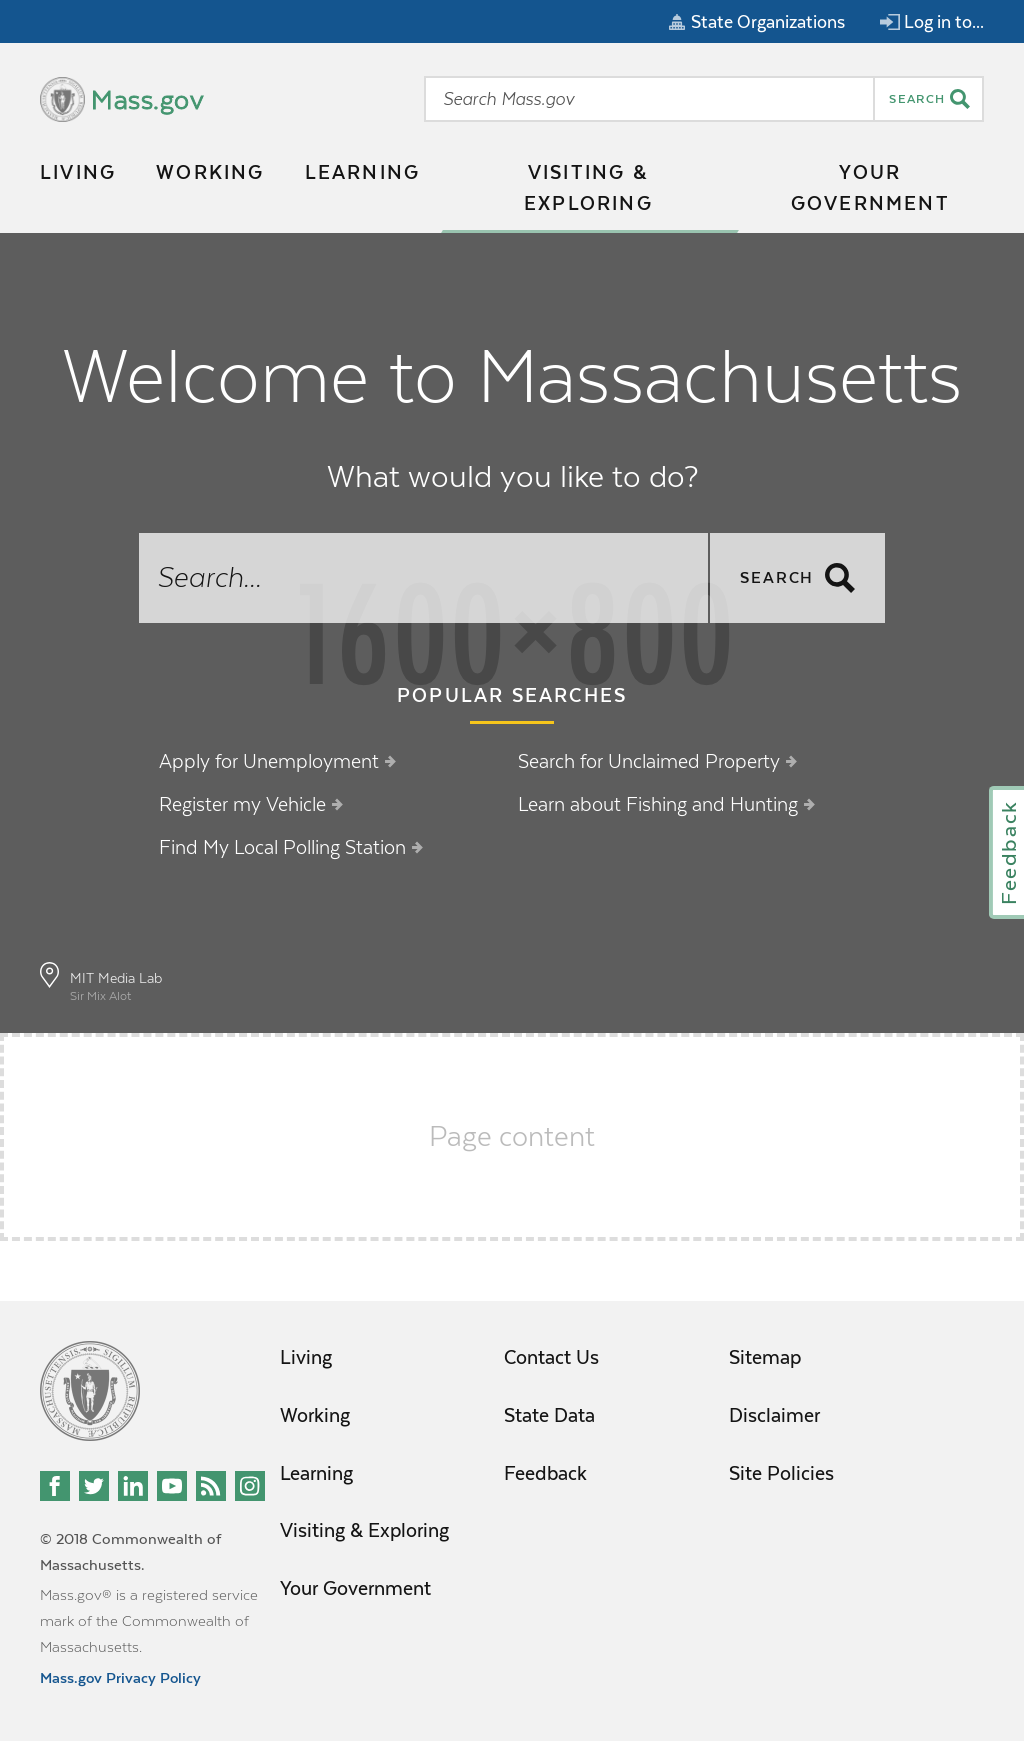 State Organizations
Log in to...
Mass.gov
Search Mass.gov
SEARCH
LIVING
WORKING
LEARNING
VISITING &
EXPLORING
YOUR
GOVERNMENT
Welcome to Massachusetts
What would you like to do?
Search...
SEARCH
1600×800
POPULAR SEARCHES
Apply for Unemployment
Search for Unclaimed Property
Register my Vehicle
Learn about Fishing and Hunting
Find My Local Polling Station
Feedback
MIT Media Lab
Sir Mix Alot
Page content
Living
Contact Us
Sitemap
Working
State Data
Disclaimer
Learning
Feedback
Site Policies
Visiting & Exploring
Your Government
© 2018 Commonwealth of
Massachusetts.
Mass.gov® is a registered service
mark of the Commonwealth of
Massachusetts.
Mass.gov Privacy Policy